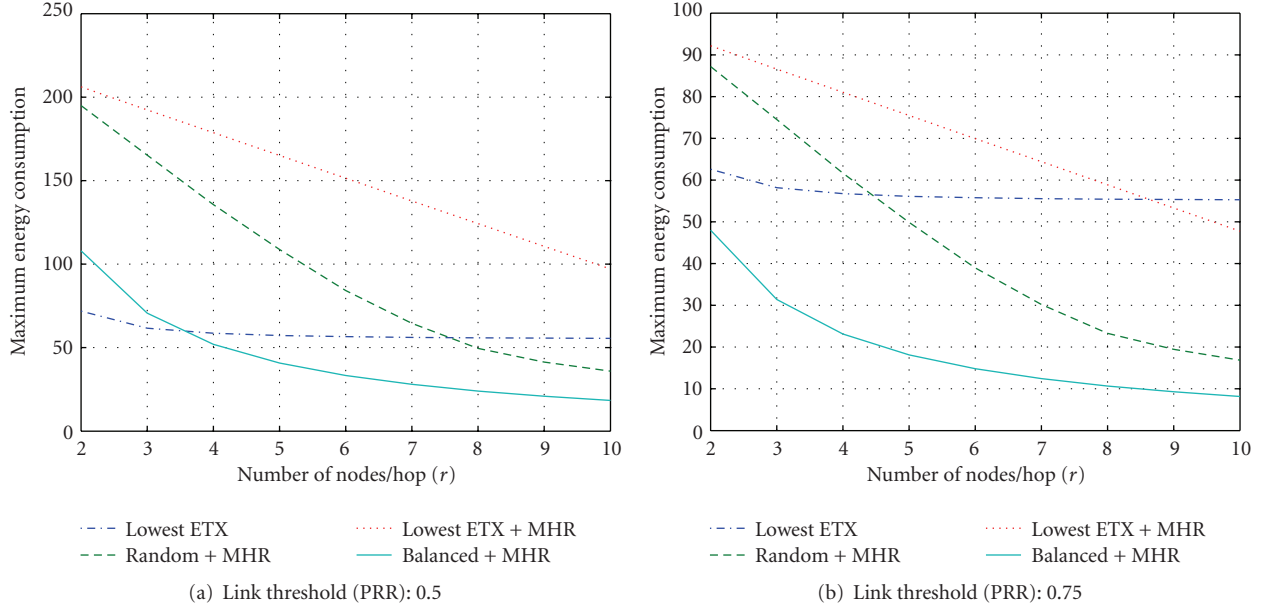 250
200
150
100
50
0
Maximum energy consumption
2 3 4 5 6 7 8 9 10
Number of nodes/hop (r)
Lowest ETX
Random + MHR
Lowest ETX + MHR
Balanced + MHR
(a) Link threshold (PRR): 0.5
100
90
80
70
60
50
40
30
20
10
0
Maximum energy consumption
2 3 4 5 6 7 8 9 10
Number of nodes/hop (r)
Lowest ETX
Random + MHR
Lowest ETX + MHR
Balanced + MHR
(b) Link threshold (PRR): 0.75